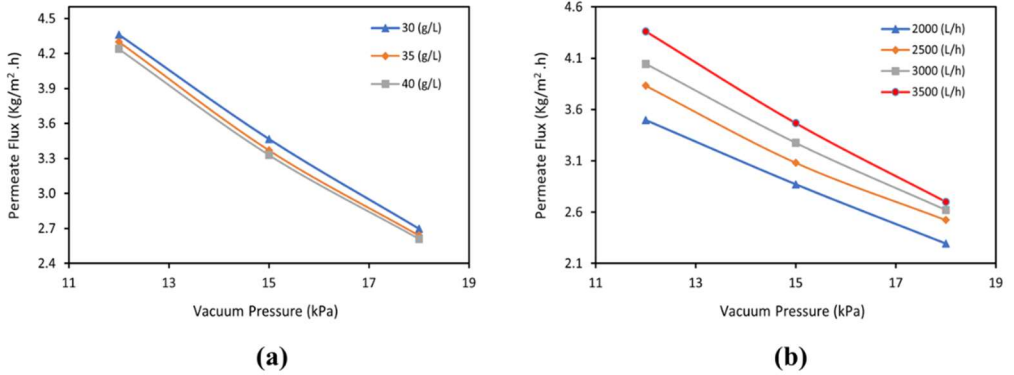 4.5
4.2
3.9
3.6
3.3
3.0
2.7
2.4
11
13
15
17
19
Permeate Flux (Kg/m² .h)
Vacuum Pressure (kPa)
30 (g/L)
35 (g/L)
40 (g/L)
(a)
4.6
4.1
3.6
3.1
2.6
2.1
11
13
15
17
19
Permeate Flux (Kg/m² .h)
Vacuum Pressure (kPa)
2000 (L/h)
2500 (L/h)
3000 (L/h)
3500 (L/h)
(b)